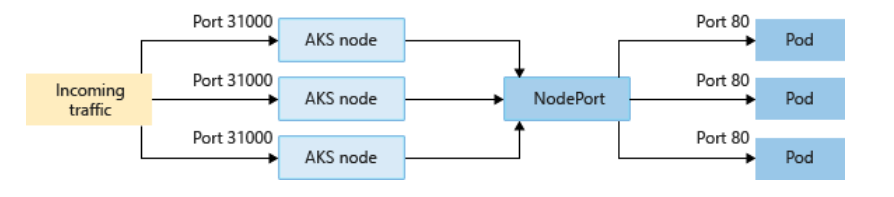 Port 31000
AKS node
Port 80
Pod
Incoming
traffic
Port 31000
AKS node
NodePort
Port 80
Pod
Port 31000
AKS node
Port 80
Pod